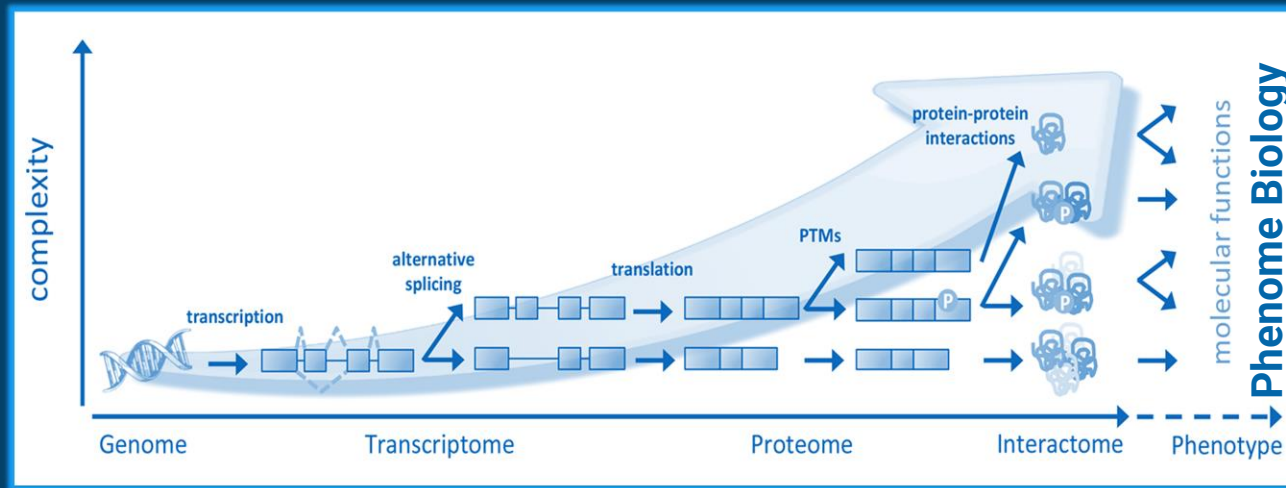 complexity
transcription
alternative
splicing
translation
PTMs
protein-protein
interactions
P
P
P
molecular functions
Phenome Biology
Genome
Transcriptome
Proteome
Interactome
Phenotype